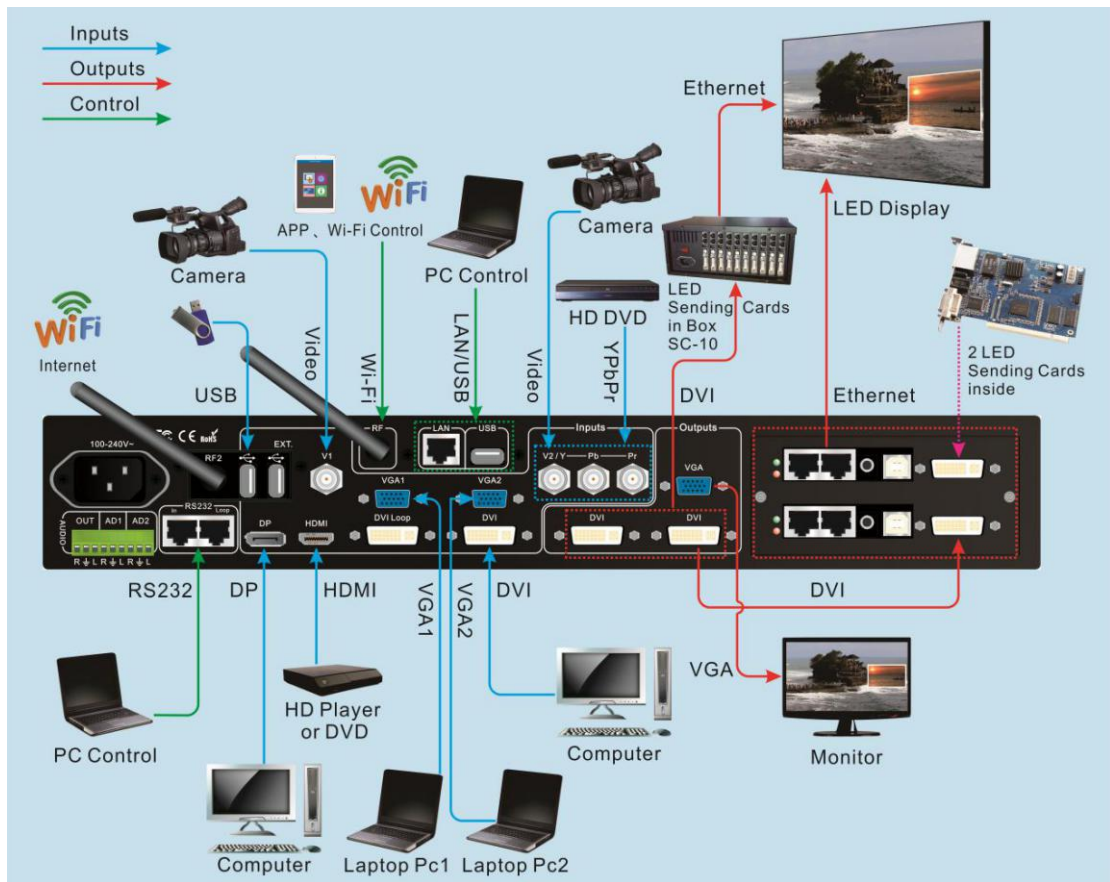 Inputs
Outputs
Control
Ethernet
WiFi
APP 、 Wi-Fi Control
Camera
PC Control
Camera
LED Display
LED
Sending Cards
in Box
SC-10
HD DVD
WiFi
Internet
USB
Video
Wi-Fi
LAN/USB
Video
YPbPr
DVI
Ethernet
2 LED
Sending Cards
inside
100-240V~
FC CE RoHS
RF2
EXT.
V1
RF
LAN
USB
Inputs
V2 / Y
Pb
Pr
Outputs
VGA
VGA1
VGA2
AUDIO
OUT
AD1
AD2
R
L
R
L
R
L
RS232
In
Loop
DP
HDMI
DVI Loop
DVI
DVI
DVI
RS232
DP
HDMI
VGA1
VGA2
DVI
DVI
VGA
PC Control
HD Player
or DVD
Computer
Monitor
Computer
Laptop Pc1
Laptop Pc2